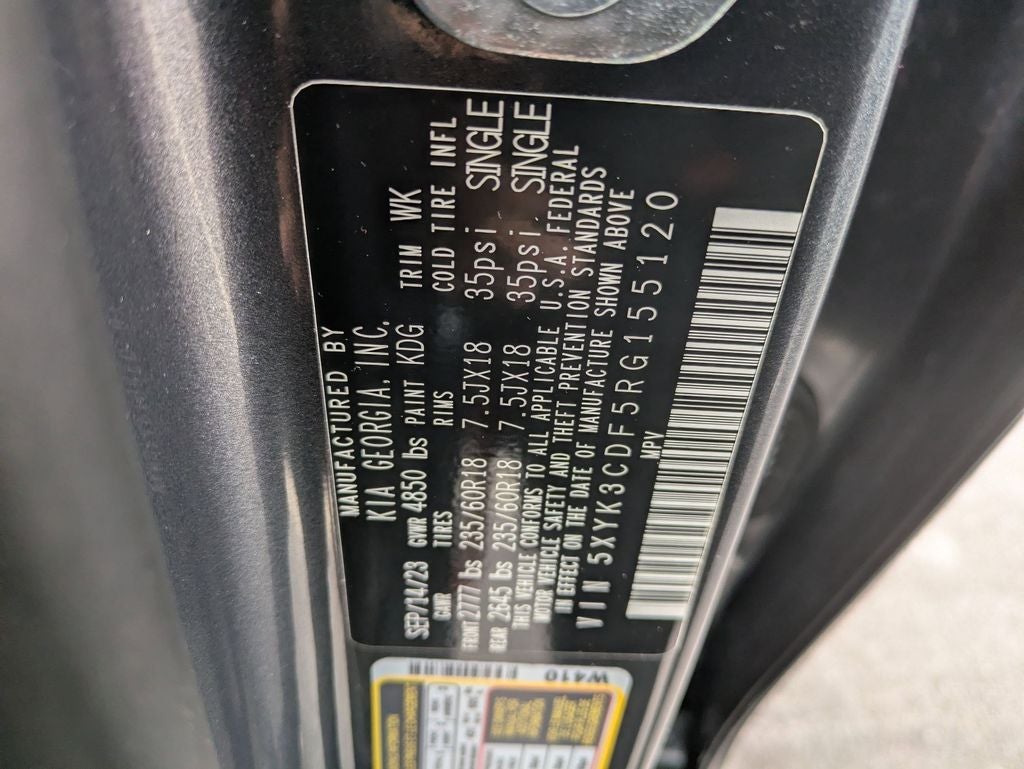 MANUFACTURED BY
KIA GEORGIA, INC.
SEP/14/23 GVWR 4850 lbs PAINT KDG TRIM WK
GAWR TIRES RIMS COLD TIRE INFL
FRONT 2777 lbs 235/60R18 7.5JX18 35psi SINGLE
REAR 2645 lbs 235/60R18 7.5JX18 35psi SINGLE
THIS VEHICLE CONFORMS TO ALL APPLICABLE U.S.A. FEDERAL
MOTOR VEHICLE SAFETY AND THEFT PREVENTION STANDARDS
IN EFFECT ON THE DATE OF MANUFACTURE SHOWN ABOVE
VIN 5XYK3CDF5RG155120
MPV
W410